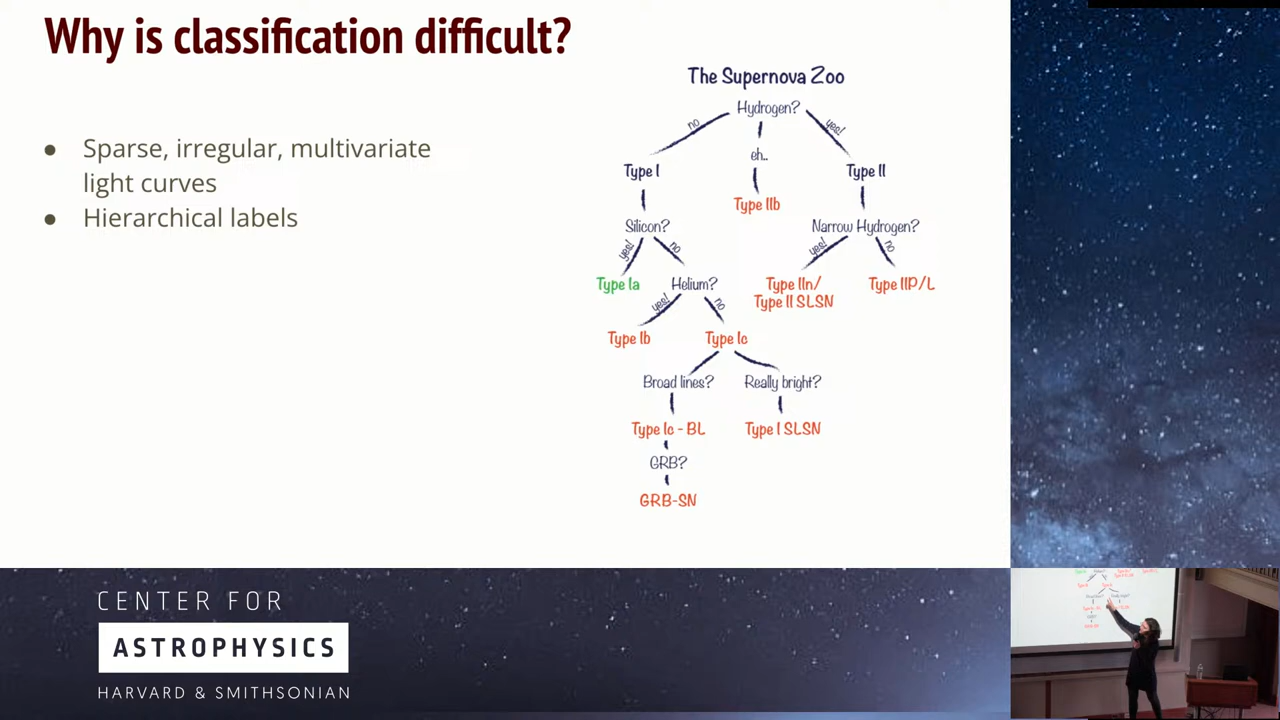 Why is classification difficult?
● Sparse, irregular, multivariate
light curves
● Hierarchical labels
The Supernova Zoo
Hydrogen?
no
eh..
yes!
Type I
Type IIb
Type II
Silicon?
Narrow Hydrogen?
yes!
no
yes!
no
Type Ia
Helium?
Type IIn/
Type II SLSN
Type IIP/L
yes!
no
Type Ib
Type Ic
Broad lines?
Really bright?
Type Ic - BL
Type I SLSN
GRB?
GRB-SN
CENTER FOR
ASTROPHYSICS
HARVARD & SMITHSONIAN